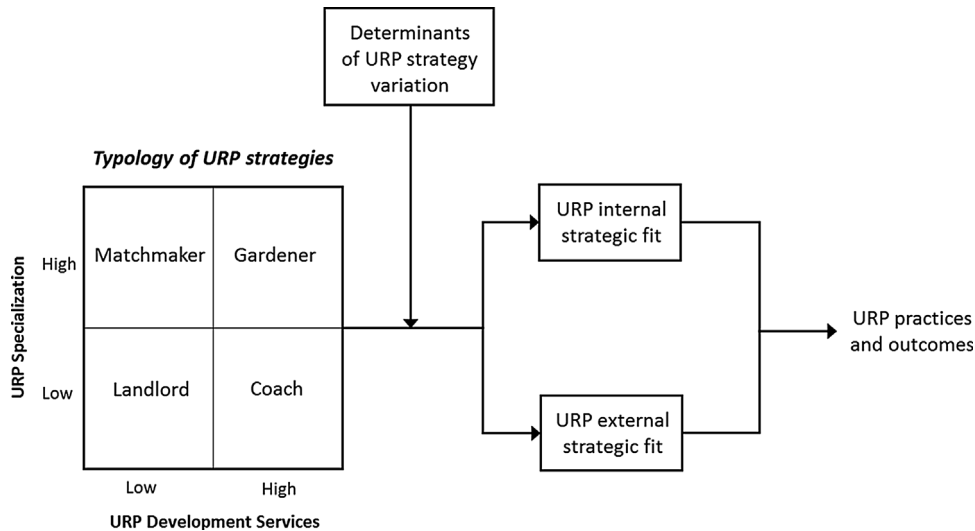 Determinants
of URP strategy
variation
Typology of URP strategies
URP Specialization
High
Low
Matchmaker
Gardener
Landlord
Coach
Low
High
URP Development Services
URP internal
strategic fit
URP external
strategic fit
URP practices
and outcomes